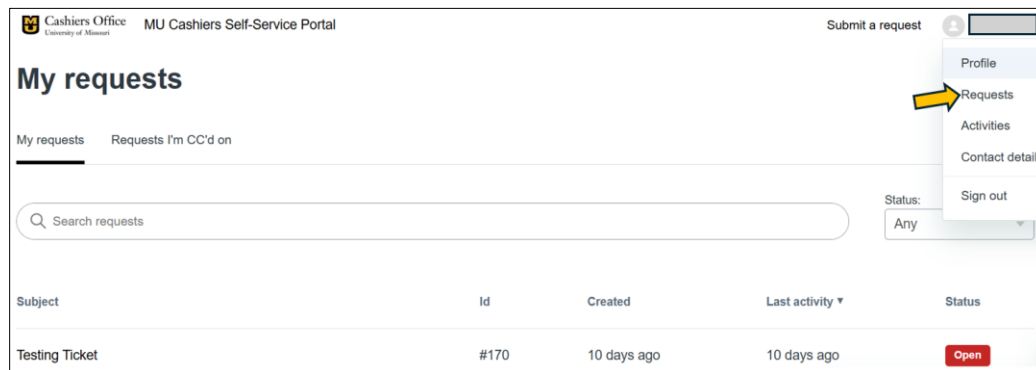 Cashiers Office
University of Missouri
MU Cashiers Self-Service Portal
Submit a request
My requests
Profile
Requests
Activities
Contact detail
Sign out
My requests Requests I'm CC'd on
Search requests
Status:
Any
Subject Id Created Last activity ▼ Status
Testing Ticket #170 10 days ago 10 days ago Open